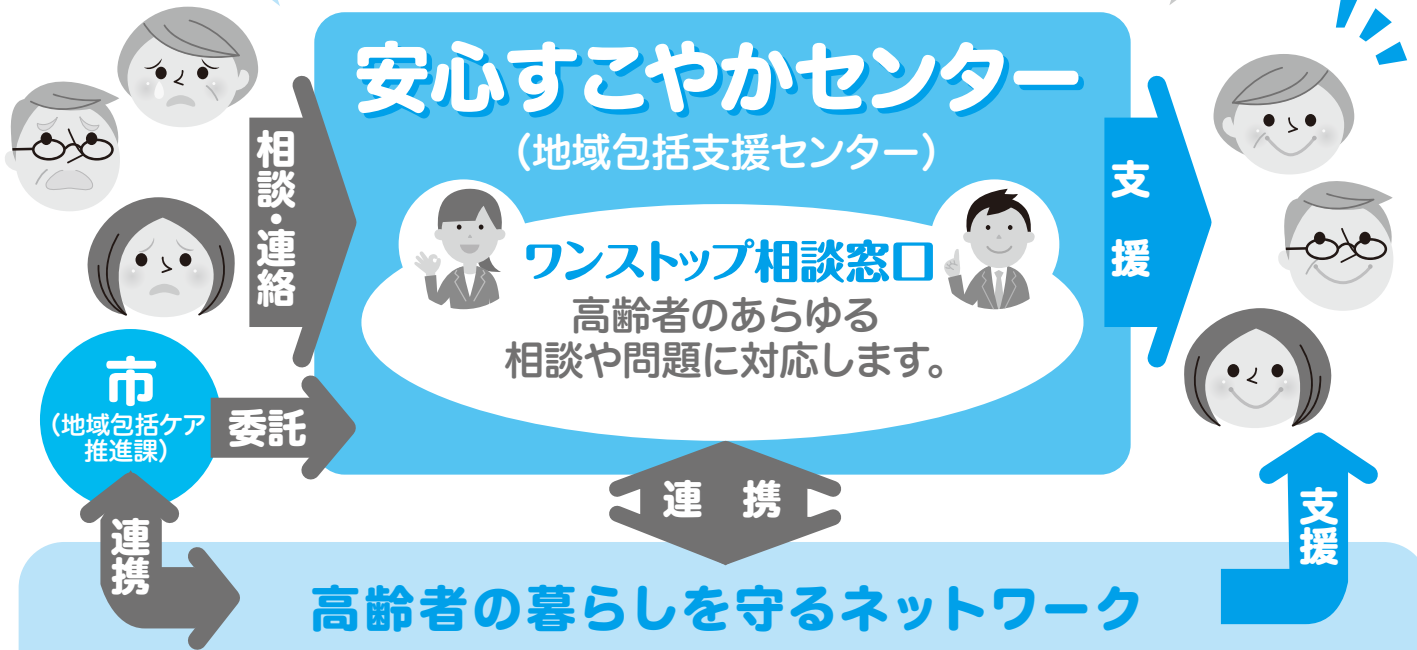 安心すこやかセンター
（地域包括支援センター）
相談・連絡
ワンストップ相談窓口
高齢者のあらゆる
相談や問題に対応します。
支援
市
（地域包括ケア
推進課）
委託
連携
連携
支援
高齢者の暮らしを守るネットワーク